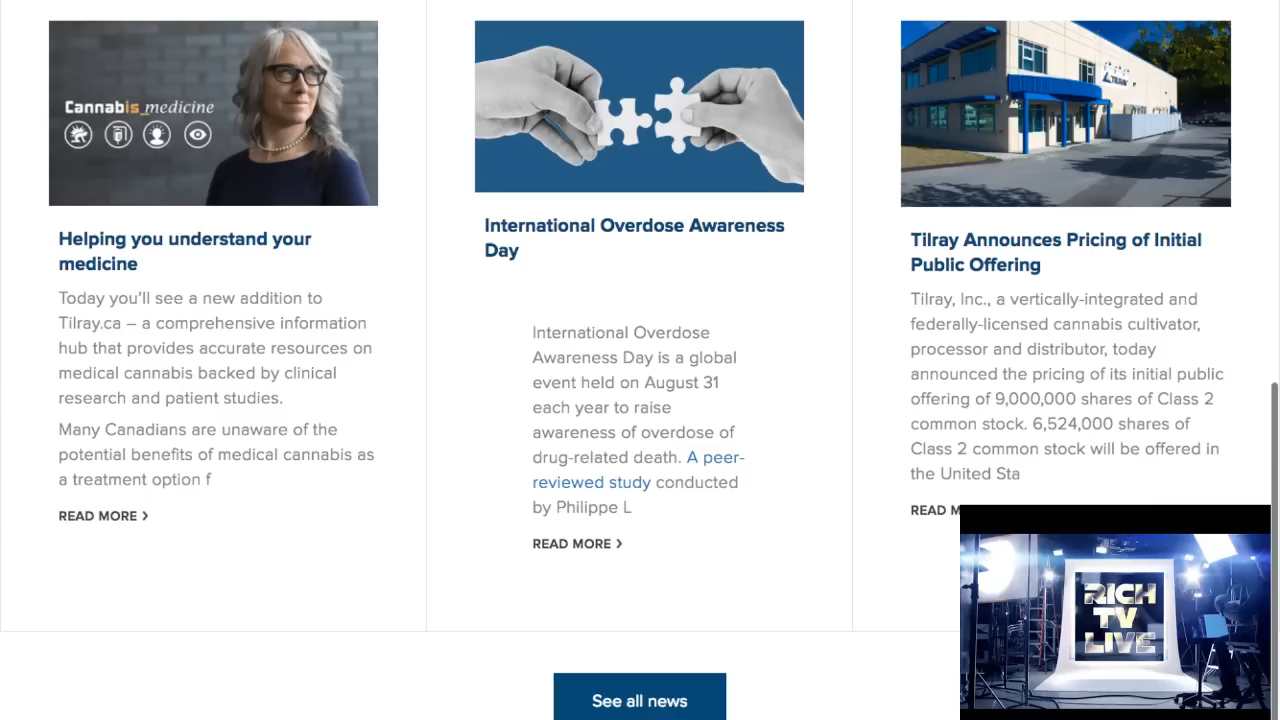 Cannabis_medicine
TILRAY
Helping you understand your
medicine
Today you'll see a new addition to
Tilray.ca – a comprehensive information
hub that provides accurate resources on
medical cannabis backed by clinical
research and patient studies.
Many Canadians are unaware of the
potential benefits of medical cannabis as
a treatment option f
READ MORE
International Overdose Awareness
Day
International Overdose
Awareness Day is a global
event held on August 31
each year to raise
awareness of overdose of
drug-related death. A peer-
reviewed study conducted
by Philippe L
READ MORE
Tilray Announces Pricing of Initial
Public Offering
Tilray, Inc., a vertically-integrated and
federally-licensed cannabis cultivator,
processor and distributor, today
announced the pricing of its initial public
offering of 9,000,000 shares of Class 2
common stock. 6,524,000 shares of
Class 2 common stock will be offered in
the United Sta
READ M
RICH
TV
LIVE
See all news